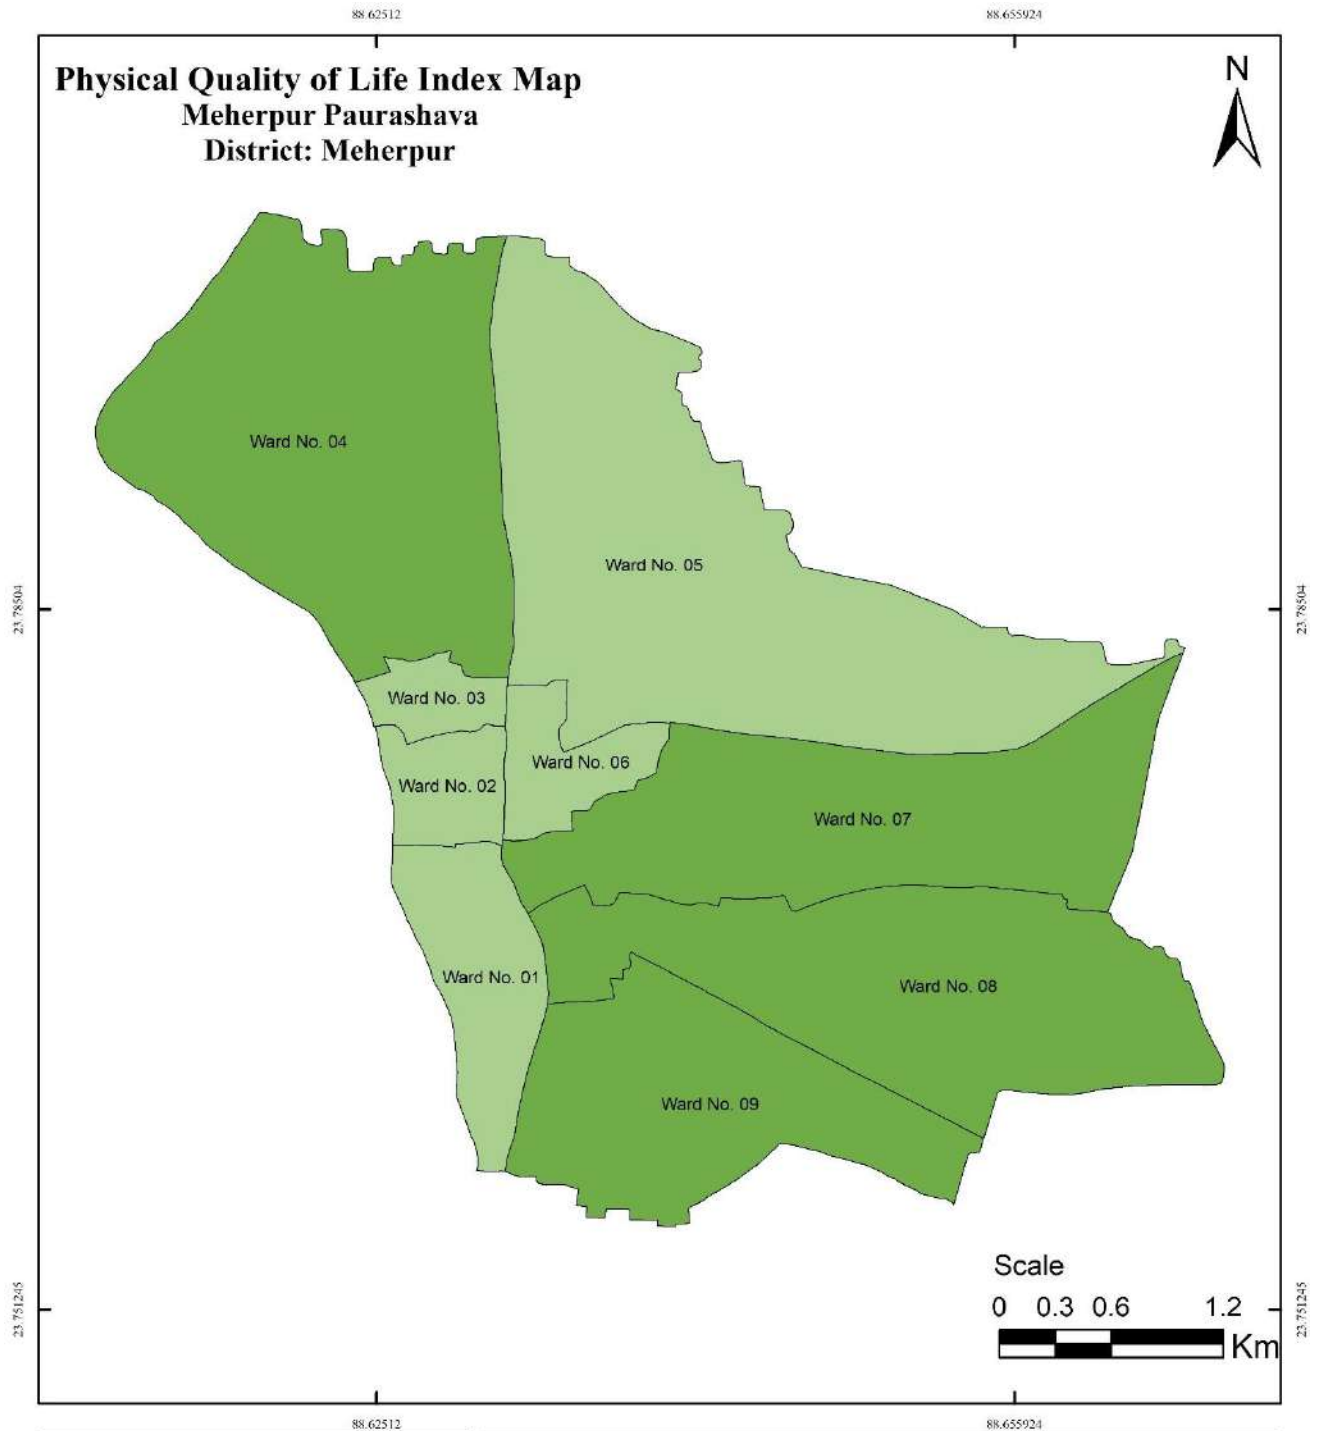 88.62512 88.655924
Physical Quality of Life Index Map
Meherpur Paurashava
District: Meherpur
N
Ward No. 04
Ward No. 05
23.78504 23.78504
Ward No. 03
Ward No. 06
Ward No. 02
Ward No. 07
Ward No. 01
Ward No. 08
Ward No. 09
Scale
0 0.3 0.6 1.2
Km
23.751245 23.751245
88.62512 88.655924